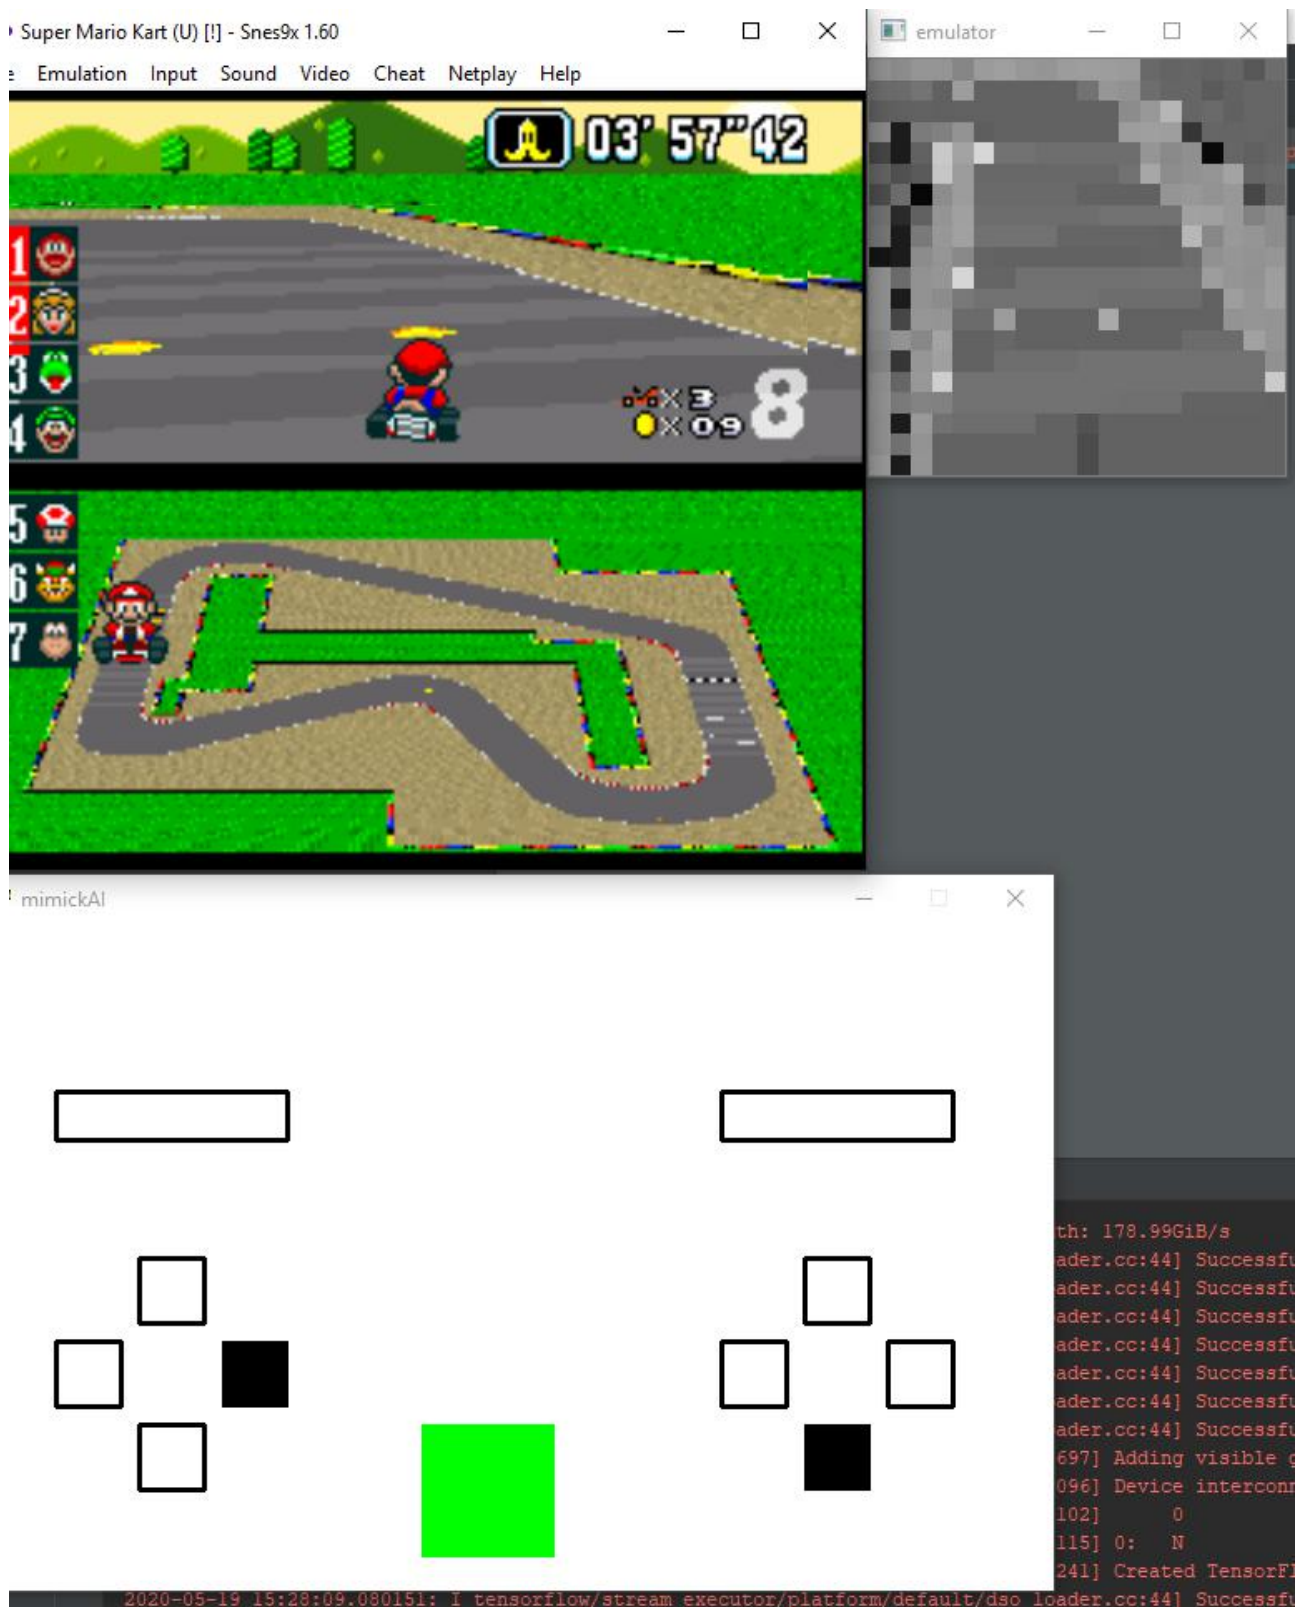 Super Mario Kart (U) [!] - Snes9x 1.60
emulator
Emulation Input Sound Video Cheat Netplay Help
03' 57"42
1
2
3
4
× 3
× 09
8
5
6
7
mimickAI
th: 178.99GiB/s
ader.cc:44] Successfu
ader.cc:44] Successfu
ader.cc:44] Successfu
ader.cc:44] Successfu
ader.cc:44] Successfu
ader.cc:44] Successfu
ader.cc:44] Successfu
697] Adding visible g
096] Device interconn
102] 0
115] 0: N
241] Created TensorFl
2020-05-19 15:28:09.080151: I tensorflow/stream_executor/platform/default/dso_loader.cc:44] Successfu